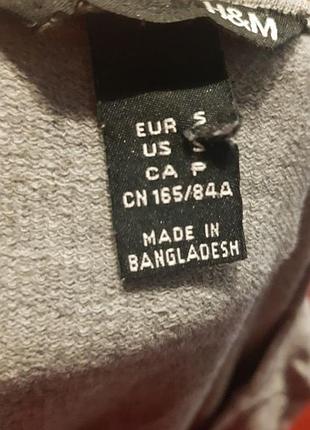 H&M
EUR S
US S
CA P
CN 165/84A
MADE IN
BANGLADESH